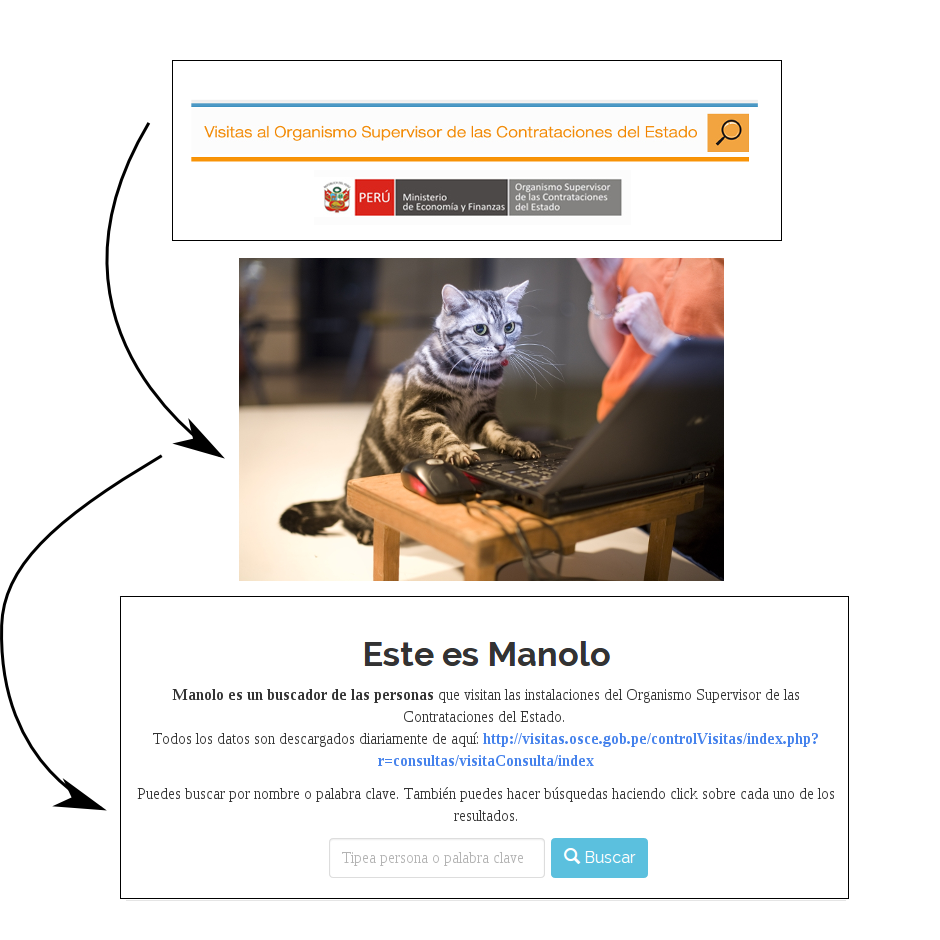 Visitas al Organismo Supervisor de las Contrataciones del Estado
PERÚ
Ministerio
de Economía y Finanzas
Organismo Supervisor
de las Contrataciones
del Estado
Este es Manolo
Manolo es un buscador de las personas que visitan las instalaciones del Organismo Supervisor de las
Contrataciones del Estado.
Todos los datos son descargados diariamente de aquí: http://visitas.osce.gob.pe/controlVisitas/index.php?
r=consultas/visitaConsulta/index
Puedes buscar por nombre o palabra clave. También puedes hacer búsquedas haciendo click sobre cada uno de los
resultados.
Tipea persona o palabra clave
Buscar